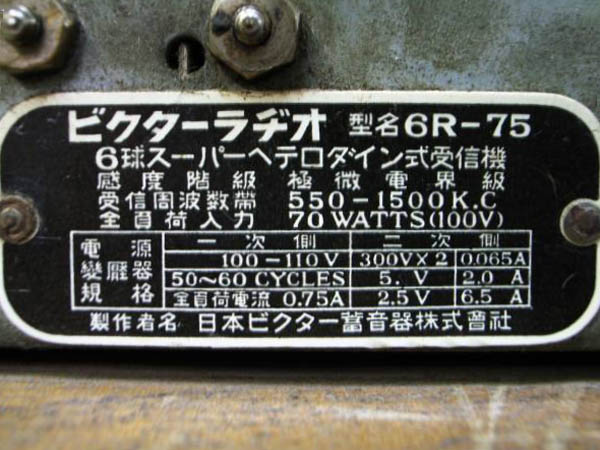 ビクターラヂオ 型名6R-75
6球スーパーヘテロダイン式受信機
感度階級 極微電界級
受信周波数帯 550-1500K.C
全負荷入力 70WATTS(100V)
電源 一次側 二次側
變壓器 100-110V 300V×2 0.065A
50~60 CYCLES 5. V 2.0 A
規格 全負荷電流 0.75A 2.5V 6.5 A
製作者名 日本ビクター蓄音器株式會社